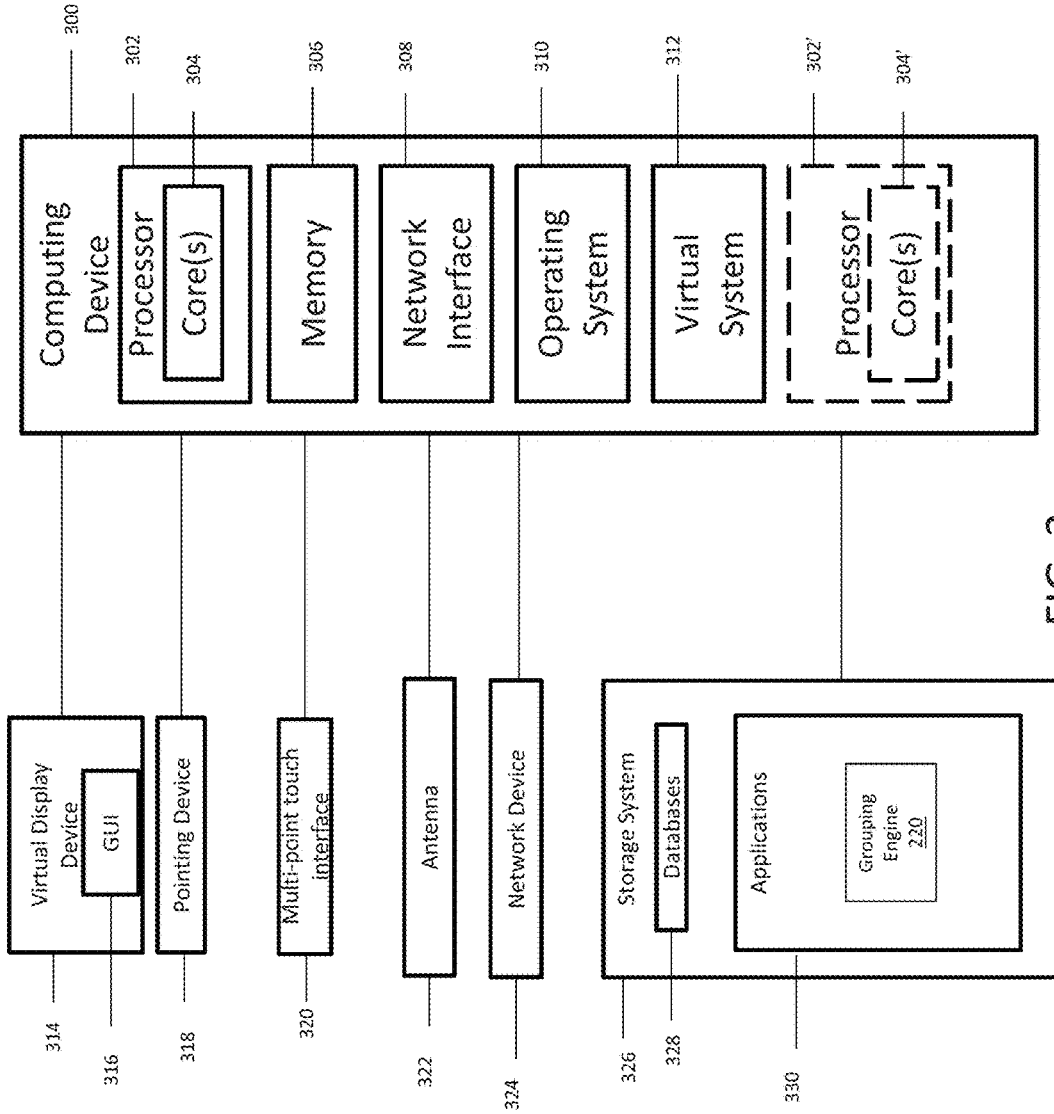 300
302
304
306
308
310
312
302'
304'
Computing
Device
Processor
Core(s)
Memory
Network
Interface
Operating
System
Virtual
System
Processor
Core(s)
Virtual Display
Device
GUI
Pointing Device
Multi-point touch
interface
Antenna
Network Device
Storage System
Databases
Applications
Grouping
Engine
220
314
316
318
320
322
324
326
328
330
FIG.